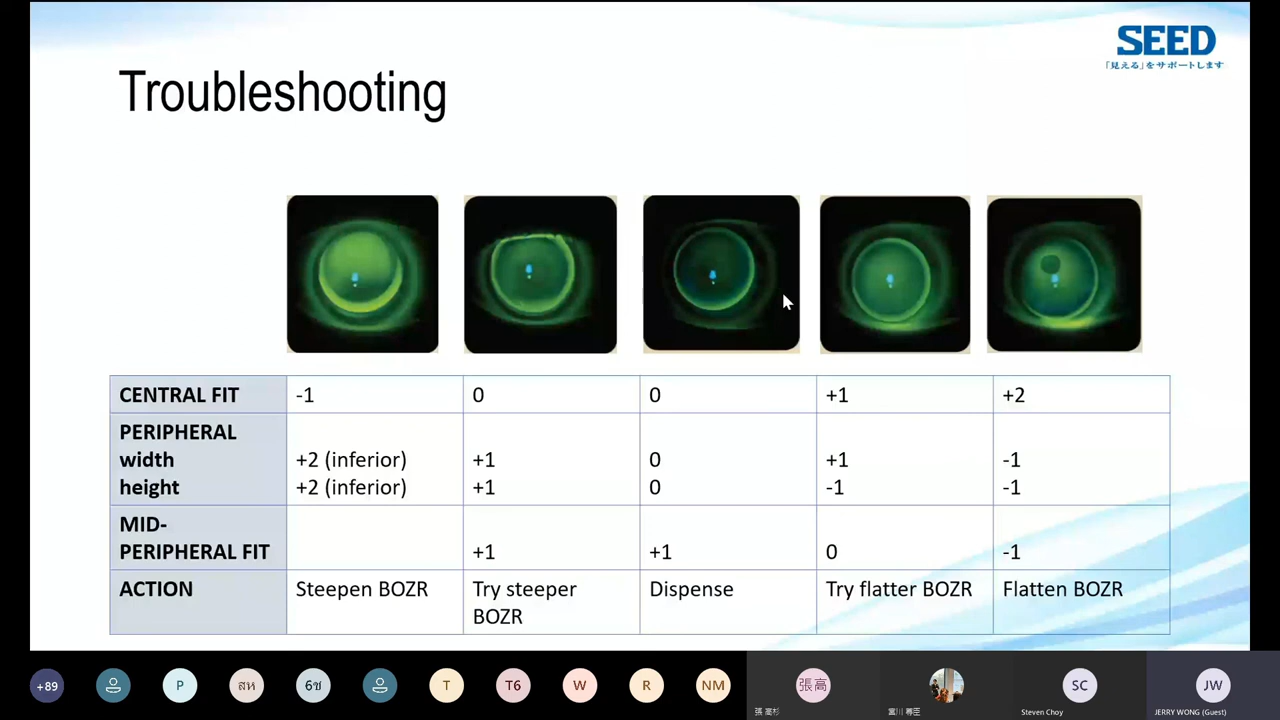 SEED
「見える」をサポートします
Troubleshooting
CENTRAL FIT -1 0 0 +1 +2
PERIPHERAL
width +2 (inferior) +1 0 +1 -1
height +2 (inferior) +1 0 -1 -1
MID-
PERIPHERAL FIT +1 +1 0 -1
ACTION Steepen BOZR Try steeper Dispense Try flatter BOZR Flatten BOZR
BOZR
+89 P สห 6ช T T6 W R NM 張高 SC JW
張 高杉 Steven Choy JERRY WONG (Guest)